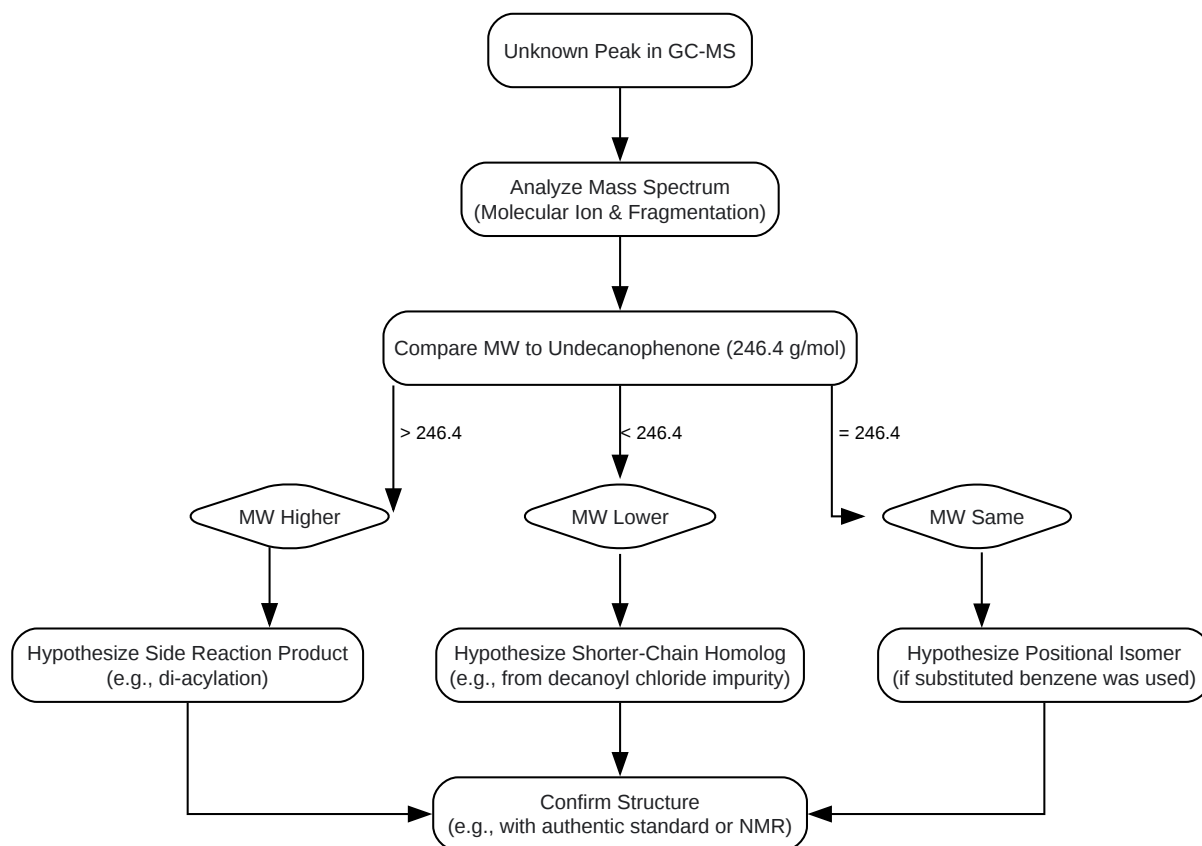 Unknown Peak in GC-MS
Analyze Mass Spectrum
(Molecular Ion & Fragmentation)
Compare MW to Undecanophenone (246.4 g/mol)
> 246.4
< 246.4
= 246.4
MW Higher
MW Lower
MW Same
Hypothesize Side Reaction Product
(e.g., di-acylation)
Hypothesize Shorter-Chain Homolog
(e.g., from decanoyl chloride impurity)
Hypothesize Positional Isomer
(if substituted benzene was used)
Confirm Structure
(e.g., with authentic standard or NMR)